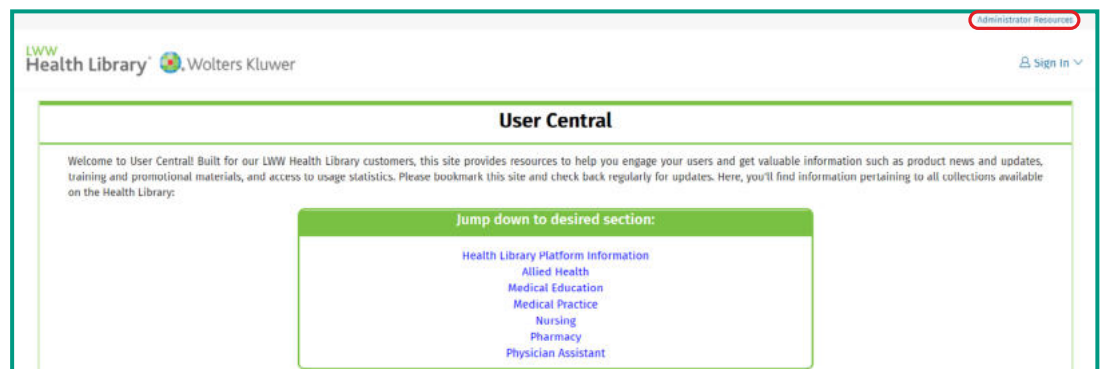 Administrator Resources
LWW
Health Library
Wolters Kluwer
Sign In
User Central
Welcome to User Central! Built for our LWW Health Library customers, this site provides resources to help you engage your users and get valuable information such as product news and updates,
training and promotional materials, and access to usage statistics. Please bookmark this site and check back regularly for updates. Here, you'll find information pertaining to all collections available
on the Health Library:
Jump down to desired section:
Health Library Platform Information
Allied Health
Medical Education
Medical Practice
Nursing
Pharmacy
Physician Assistant